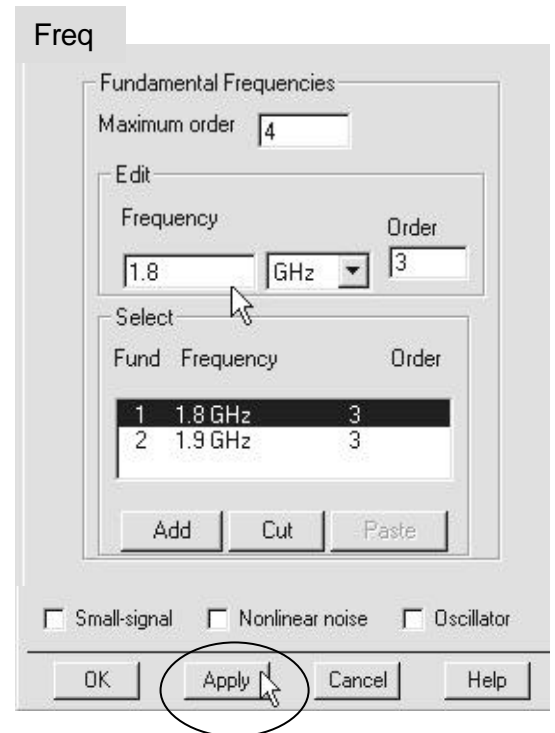 Freq
Fundamental Frequencies
Maximum order 4
Edit
Frequency Order
1.8 GHz 3
Select
Fund Frequency Order
1 1.8 GHz 3
2 1.9 GHz 3
Add Cut Paste
Small-signal Nonlinear noise Oscillator
OK Apply Cancel Help